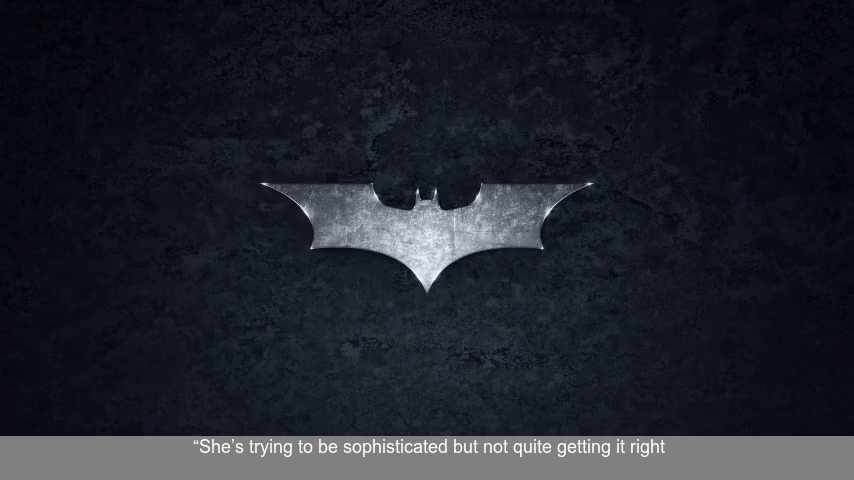 “She’s trying to be sophisticated but not quite getting it right